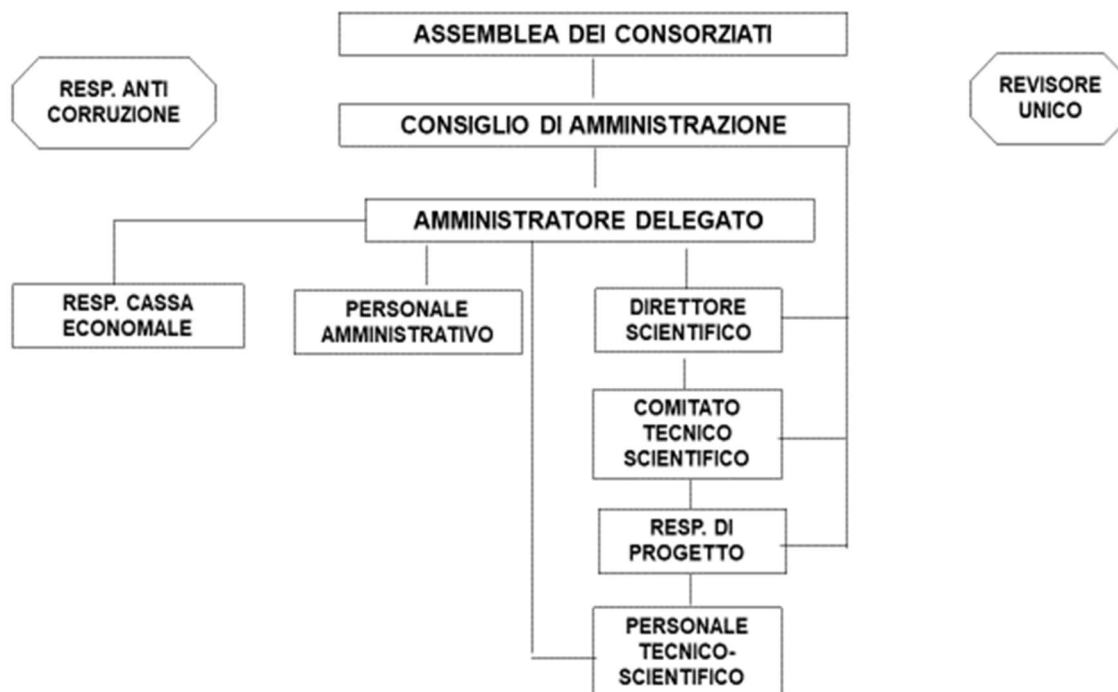 ASSEMBLEA DEI CONSORZIATI
RESP. ANTI
CORRUZIONE
REVISORE
UNICO
CONSIGLIO DI AMMINISTRAZIONE
AMMINISTRATORE DELEGATO
RESP. CASSA
ECONOMALE
PERSONALE
AMMINISTRATIVO
DIRETTORE
SCIENTIFICO
COMITATO
TECNICO
SCIENTIFICO
RESP. DI
PROGETTO
PERSONALE
TECNICO-
SCIENTIFICO